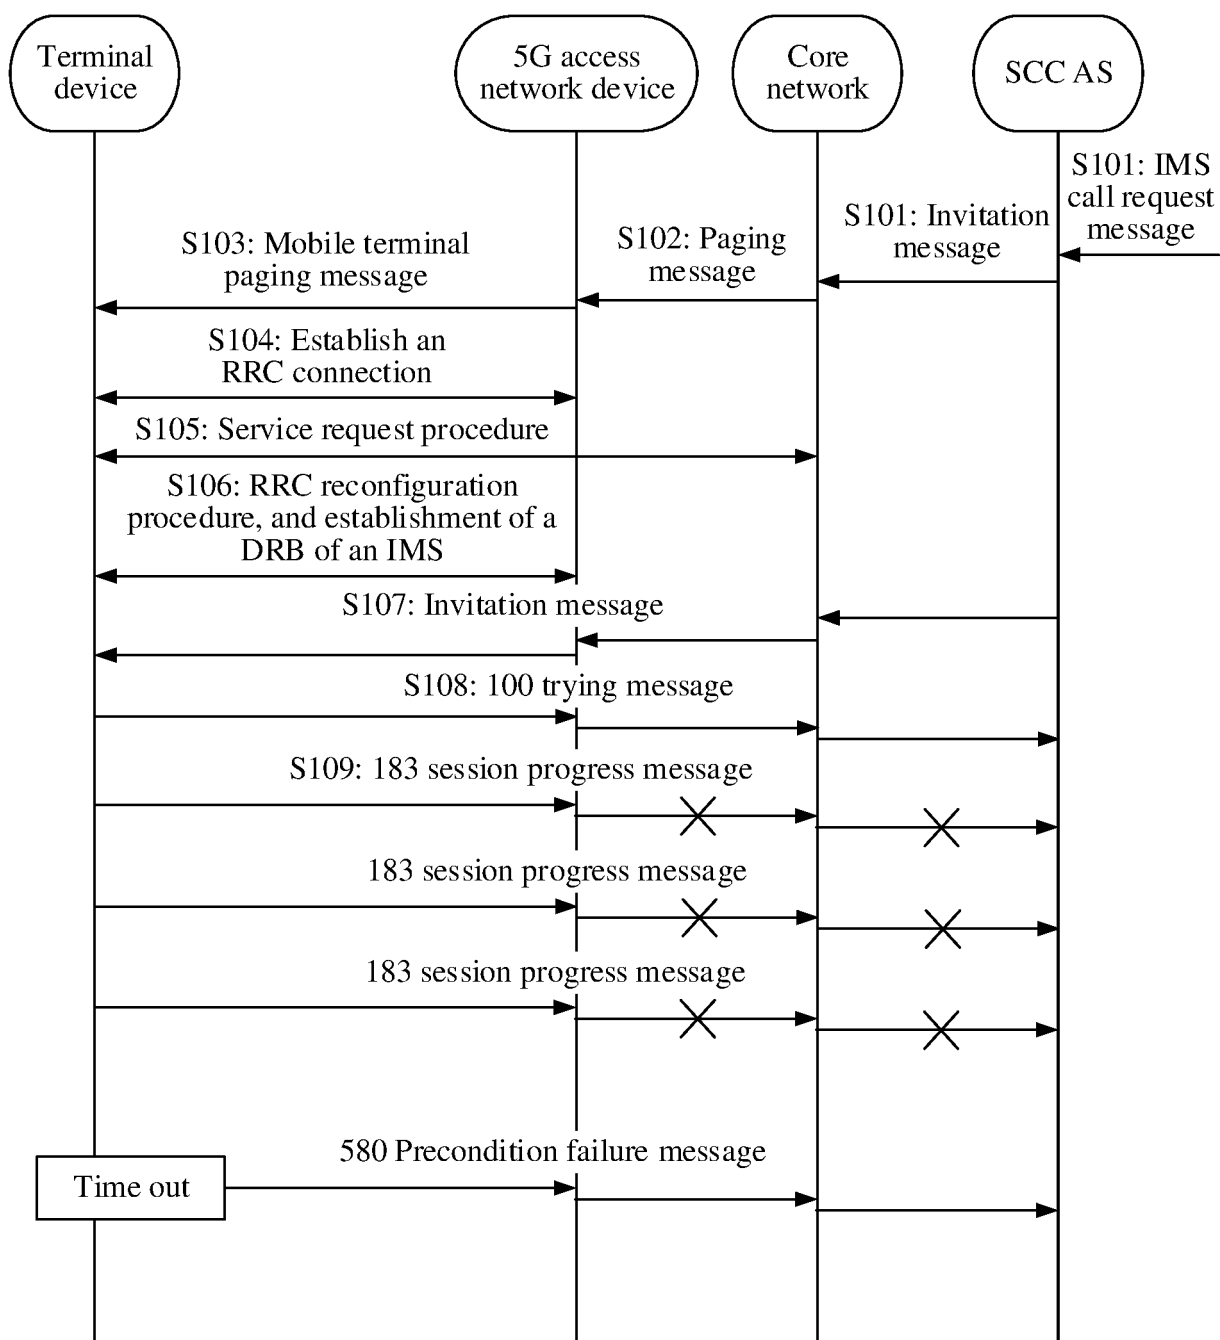 Terminal
device
5G access
network device
Core
network
SCC AS
S101: IMS
call request
message
S101: Invitation
message
S102: Paging
message
S103: Mobile terminal
paging message
S104: Establish an
RRC connection
S105: Service request procedure
S106: RRC reconfiguration
procedure, and establishment of a
DRB of an IMS
S107: Invitation message
S108: 100 trying message
S109: 183 session progress message
183 session progress message
183 session progress message
580 Precondition failure message
Time out